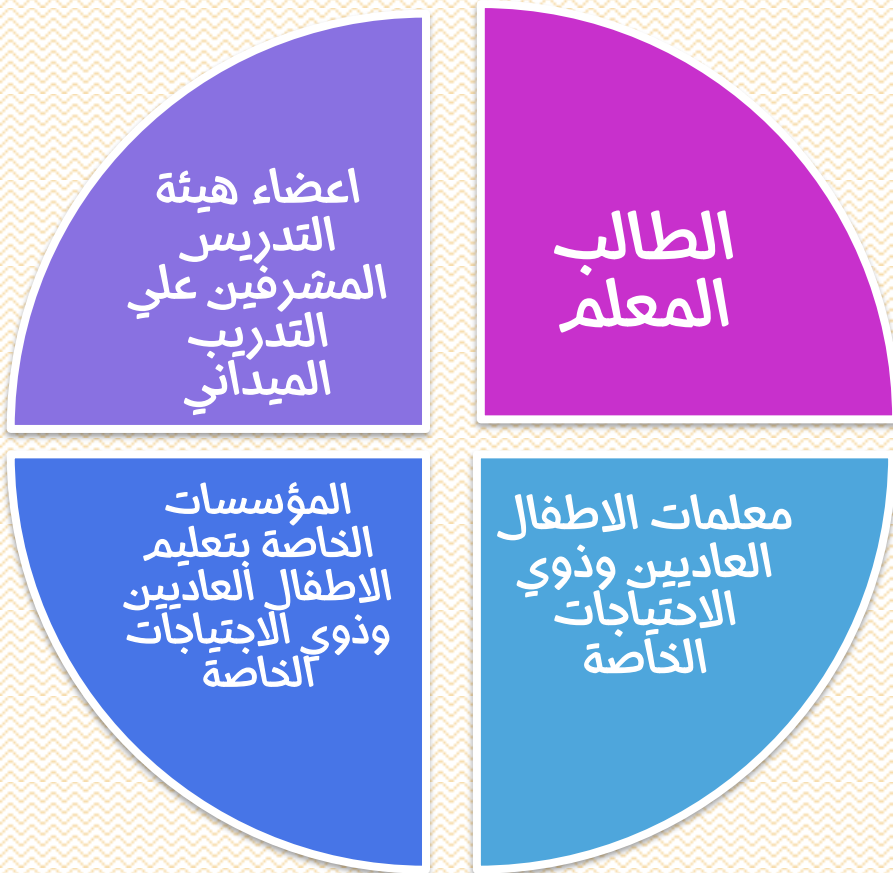 الطالب
المعلم
اعضاء هيئة
التدريس
المشرفين علي
التدريب
الميداني
معلمات الاطفال
العاديين وذوي
الاحتياجات
الخاصة
المؤسسات
الخاصة بتعليم
الاطفال العاديين
وذوي الاجتياجات
الخاصة